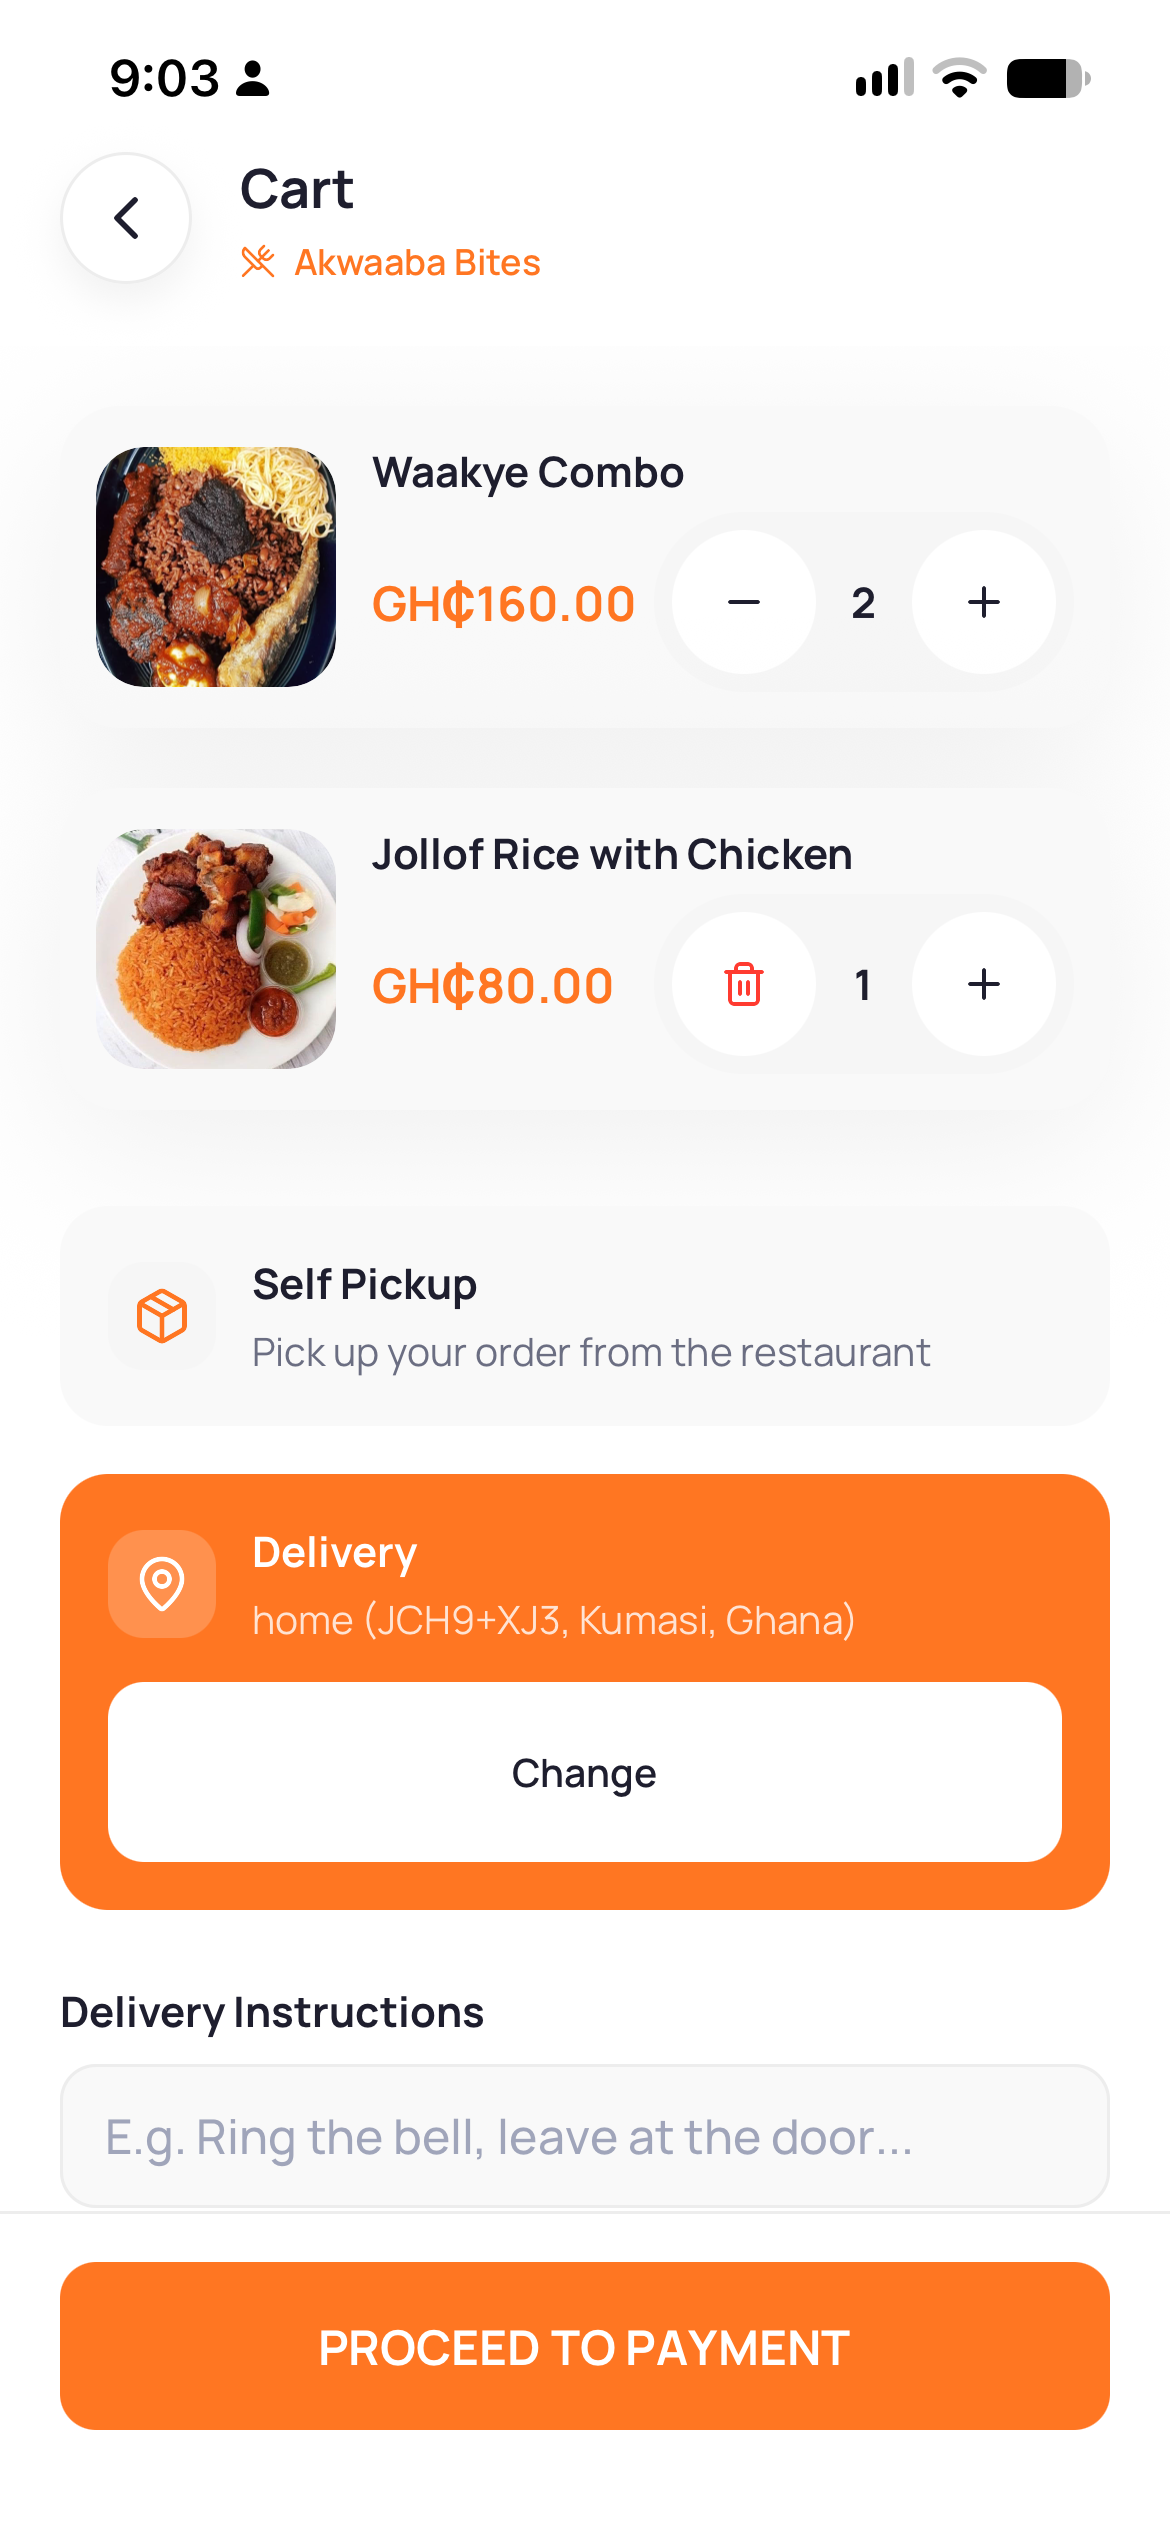 9:03
Cart
Akwaaba Bites
Waakye Combo
GH₵160.00
2
Jollof Rice with Chicken
GH₵80.00
1
Self Pickup
Pick up your order from the restaurant
Delivery
home (JCH9+XJ3, Kumasi, Ghana)
Change
Delivery Instructions
E.g. Ring the bell, leave at the door...
PROCEED TO PAYMENT